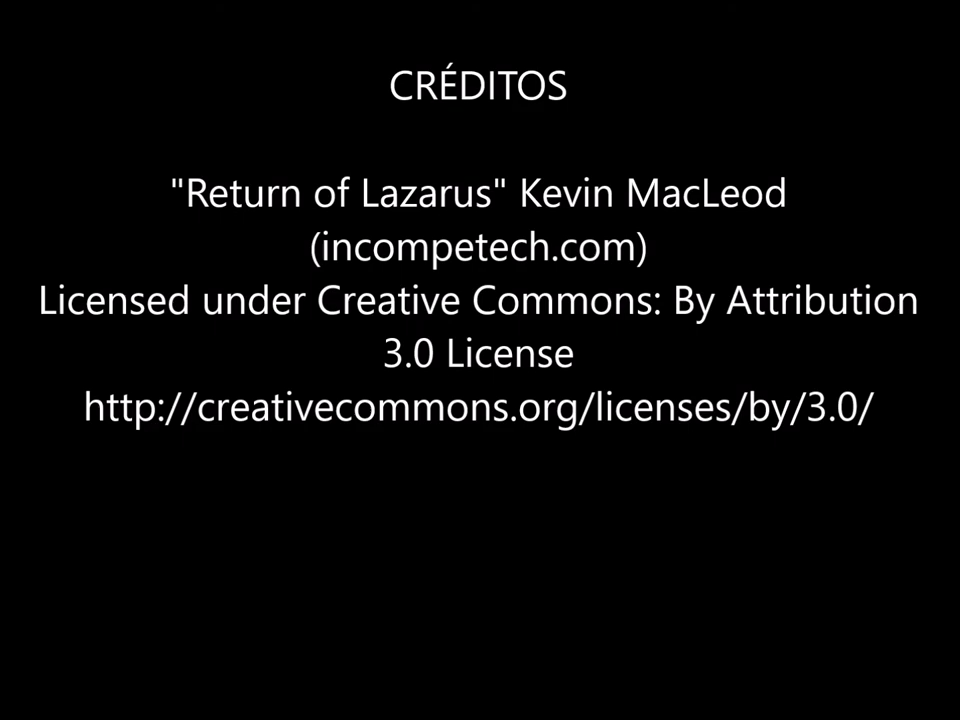 CRÉDITOS
"Return of Lazarus" Kevin MacLeod
(incompetech.com)
Licensed under Creative Commons: By Attribution
3.0 License
http://creativecommons.org/licenses/by/3.0/